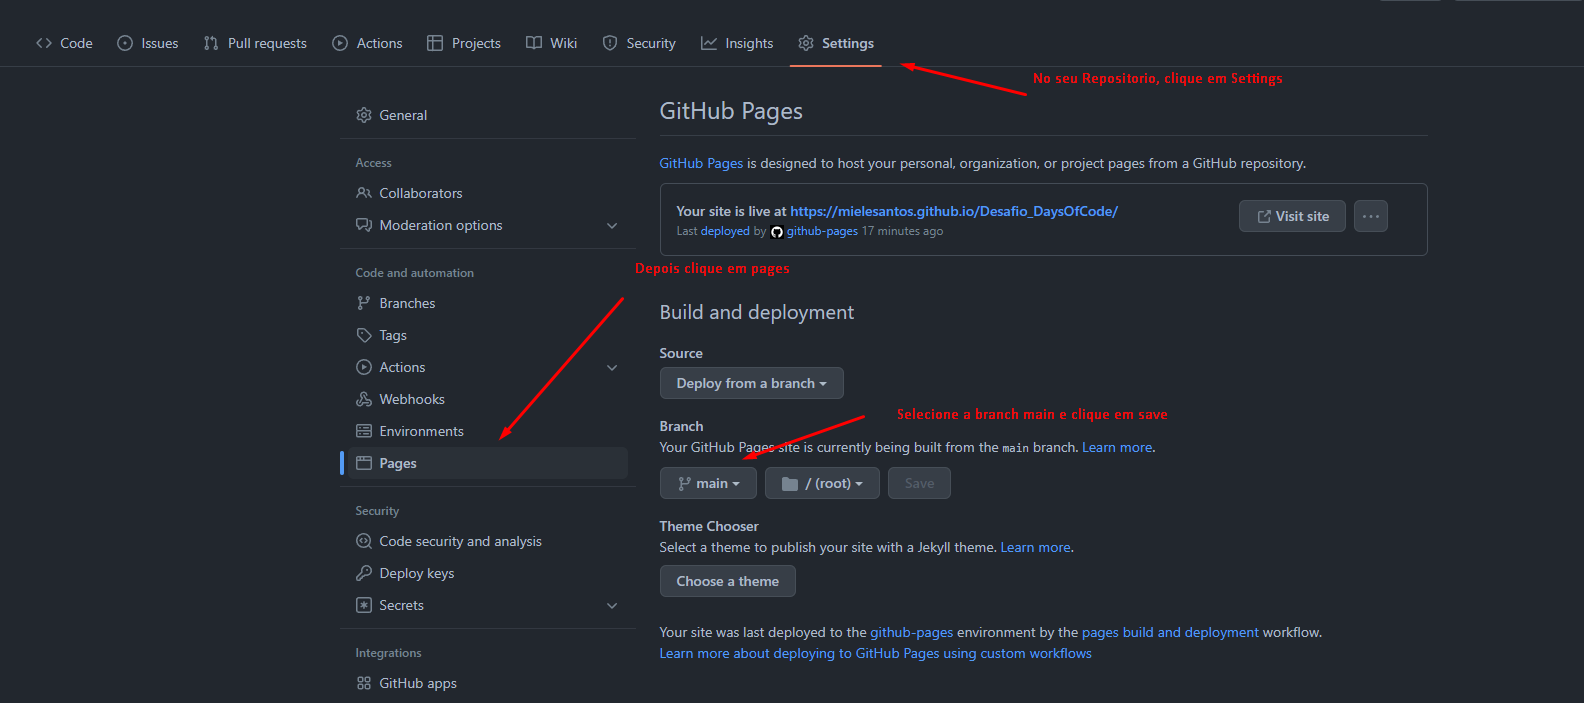 Code Issues Pull requests Actions Projects Wiki Security Insights Settings
No seu Repositorio, clique em Settings
General
Access
Collaborators
Moderation options
Code and automation
Branches
Tags
Actions
Webhooks
Environments
Pages
Security
Code security and analysis
Deploy keys
Secrets
Integrations
GitHub apps
GitHub Pages
GitHub Pages is designed to host your personal, organization, or project pages from a GitHub repository.
Your site is live at https://mielesantos.github.io/Desafio_DaysOfCode/
Last deployed by github-pages 17 minutes ago
Visit site
Depois clique em pages
Build and deployment
Source
Deploy from a branch
Selecione a branch main e clique em save
Branch
Your GitHub Pages site is currently being built from the main branch. Learn more.
main / (root) Save
Theme Chooser
Select a theme to publish your site with a Jekyll theme. Learn more.
Choose a theme
Your site was last deployed to the github-pages environment by the pages build and deployment workflow.
Learn more about deploying to GitHub Pages using custom workflows